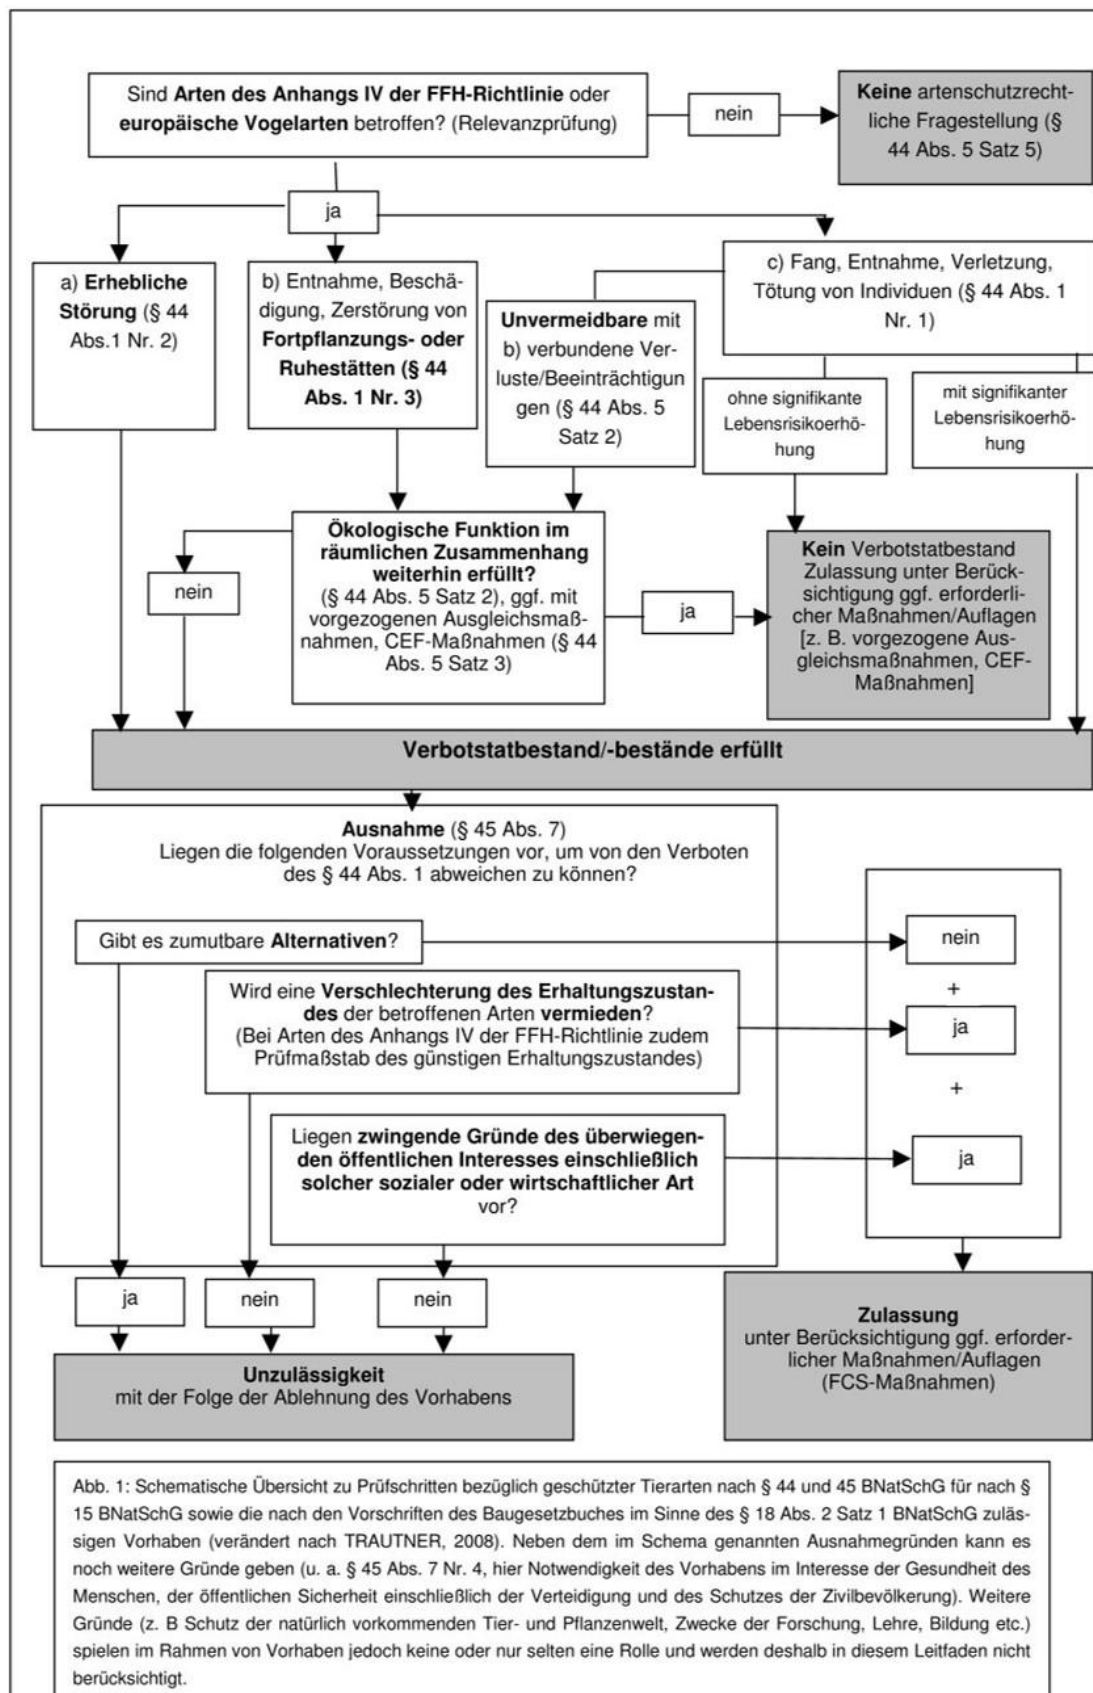 Sind Arten des Anhangs IV der FFH-Richtlinie oder
europäische Vogelarten betroffen? (Relevanzprüfung)
nein
Keine artenschutzrecht-
liche Fragestellung (§
44 Abs. 5 Satz 5)
ja
a) Erhebliche
Störung (§ 44
Abs.1 Nr. 2)
b) Entnahme, Beschä-
digung, Zerstörung von
Fortpflanzungs- oder
Ruhestätten (§ 44
Abs. 1 Nr. 3)
Unvermeidbare mit
b) verbundene Ver-
luste/Beeinträchtigun
gen (§ 44 Abs. 5
Satz 2)
c) Fang, Entnahme, Verletzung,
Tötung von Individuen (§ 44 Abs. 1
Nr. 1)
ohne signifikante
Lebensrisikoerhö-
hung
mit signifikanter
Lebensrisikoerhö-
hung
Ökologische Funktion im
räumlichen Zusammenhang
weiterhin erfüllt?
(§ 44 Abs. 5 Satz 2), ggf. mit
vorgezogenen Ausgleichsmaß-
nahmen, CEF-Maßnahmen (§ 44
Abs. 5 Satz 3)
nein
ja
Kein Verbotstatbestand
Zulassung unter Berück-
sichtigung ggf. erforderli-
cher Maßnahmen/Auflagen
[z. B. vorgezogene Aus-
gleichsmaßnahmen, CEF-
Maßnahmen]
Verbotstatbestand/-bestände erfüllt
Ausnahme (§ 45 Abs. 7)
Liegen die folgenden Voraussetzungen vor, um von den Verboten
des § 44 Abs. 1 abweichen zu können?
Gibt es zumutbare Alternativen?
nein
+
Wird eine Verschlechterung des Erhaltungszustan-
des der betroffenen Arten vermieden?
(Bei Arten des Anhangs IV der FFH-Richtlinie zudem
Prüfmaßstab des günstigen Erhaltungszustandes)
ja
+
Liegen zwingende Gründe des überwiegen-
den öffentlichen Interesses einschließlich
solcher sozialer oder wirtschaftlicher Art
vor?
ja
ja
nein
nein
Unzulässigkeit
mit der Folge der Ablehnung des Vorhabens
Zulassung
unter Berücksichtigung ggf. erforder-
licher Maßnahmen/Auflagen
(FCS-Maßnahmen)
Abb. 1: Schematische Übersicht zu Prüfschritten bezüglich geschützter Tierarten nach § 44 und 45 BNatSchG für nach §
15 BNatSchG sowie die nach den Vorschriften des Baugesetzbuches im Sinne des § 18 Abs. 2 Satz 1 BNatSchG zuläs-
sigen Vorhaben (verändert nach TRAUTNER, 2008). Neben dem im Schema genannten Ausnahmegründen kann es
noch weitere Gründe geben (u. a. § 45 Abs. 7 Nr. 4, hier Notwendigkeit des Vorhabens im Interesse der Gesundheit des
Menschen, der öffentlichen Sicherheit einschließlich der Verteidigung und des Schutzes der Zivilbevölkerung). Weitere
Gründe (z. B Schutz der natürlich vorkommenden Tier- und Pflanzenwelt, Zwecke der Forschung, Lehre, Bildung etc.)
spielen im Rahmen von Vorhaben jedoch keine oder nur selten eine Rolle und werden deshalb in diesem Leitfaden nicht
berücksichtigt.